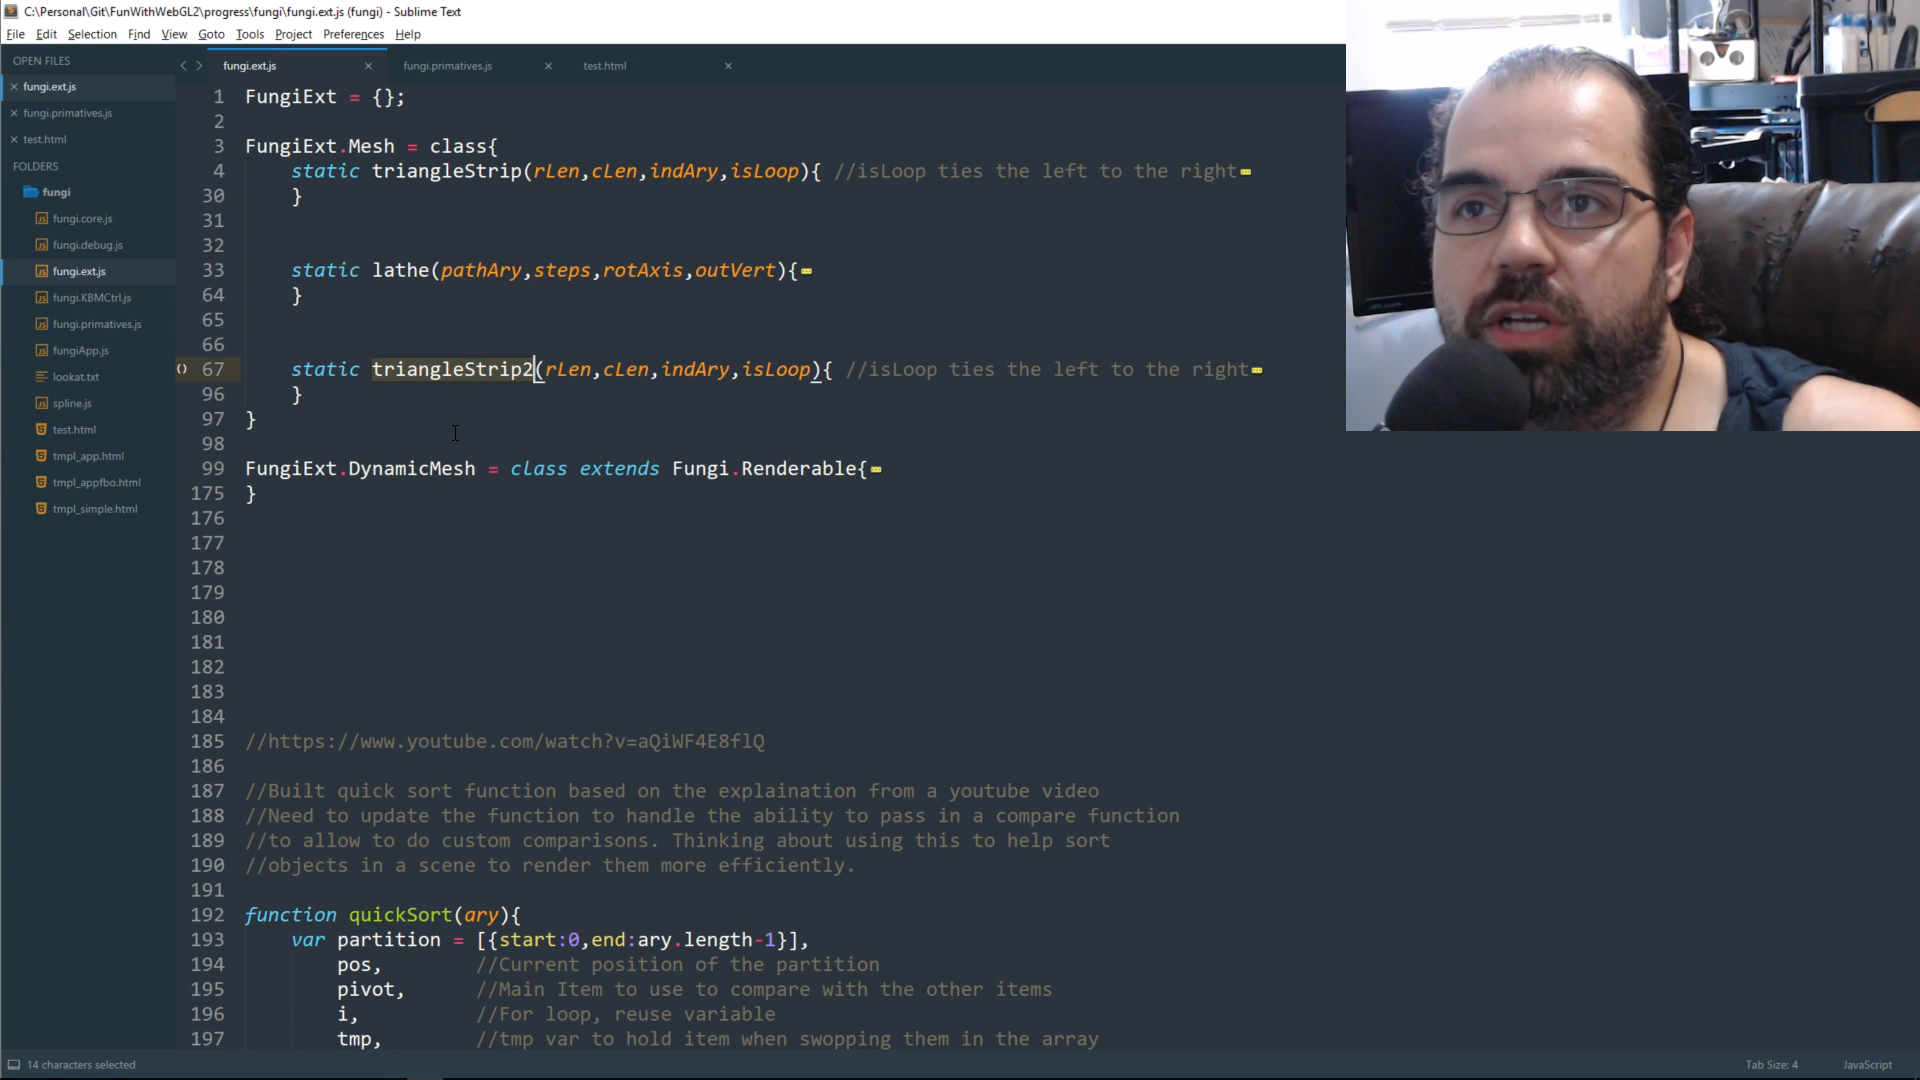 C:\Personal\Git\FunWithWebGL2\progress\fungi\fungi.ext.js (fungi) - Sublime Text
File Edit Selection Find View Goto Tools Project Preferences Help
OPEN FILES
fungi.ext.js
fungi.primatives.js
test.html
FOLDERS
fungi
fungi.core.js
fungi.debug.js
fungi.ext.js
fungi.KBMCtrl.js
fungi.primatives.js
fungiApp.js
lookat.txt
spline.js
test.html
tmpl_app.html
tmpl_appfbo.html
tmpl_simple.html
fungi.ext.js fungi.primatives.js test.html
1 FungiExt = {};
2
3 FungiExt.Mesh = class{
4 static triangleStrip(rLen,cLen,indAry,isLoop){ //isLoop ties the left to the right
30 }
31
32
33 static lathe(pathAry,steps,rotAxis,outVert){
64 }
65
66
67 static triangleStrip2(rLen,cLen,indAry,isLoop){ //isLoop ties the left to the right
96 }
97 }
98
99 FungiExt.DynamicMesh = class extends Fungi.Renderable{
175 }
176
177
178
179
180
181
182
183
184
185 //https://www.youtube.com/watch?v=aQiWF4E8flQ
186
187 //Built quick sort function based on the explaination from a youtube video
188 //Need to update the function to handle the ability to pass in a compare function
189 //to allow to do custom comparisons. Thinking about using this to help sort
190 //objects in a scene to render them more efficiently.
191
192 function quickSort(ary){
193 var partition = [{start:0,end:ary.length-1}],
194 pos, //Current position of the partition
195 pivot, //Main Item to use to compare with the other items
196 i, //For loop, reuse variable
197 tmp, //tmp var to hold item when swopping them in the array
14 characters selected
Tab Size: 4
JavaScript